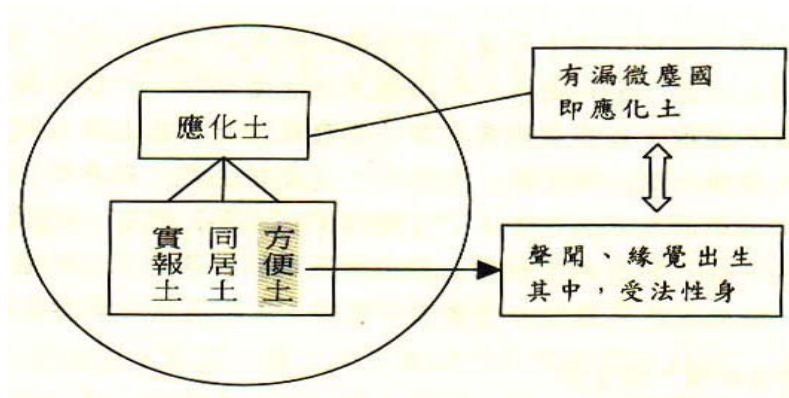 應化土
實報土
同居土
方便土
有漏微塵國
即應化土
聲聞、緣覺出生
其中，受法性身